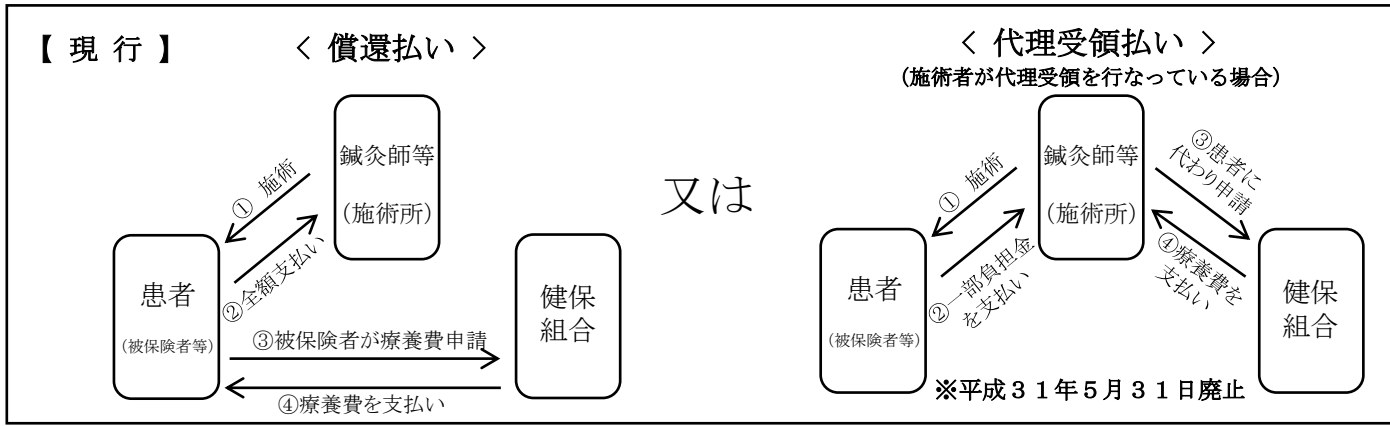 【 現 行 】
< 償還払い >
鍼灸師等
(施術所)
① 施術
②全額支払い
患者
(被保険者等)
健保
組合
③被保険者が療養費申請
④療養費を支払い
又は
< 代理受領払い >
(施術者が代理受領を行なっている場合)
鍼灸師等
(施術所)
① 施術
②一部負担金
を支払い
③患者に
代わり申請
④療養費を
支払い
患者
(被保険者等)
健保
組合
※平成31年5月31日廃止